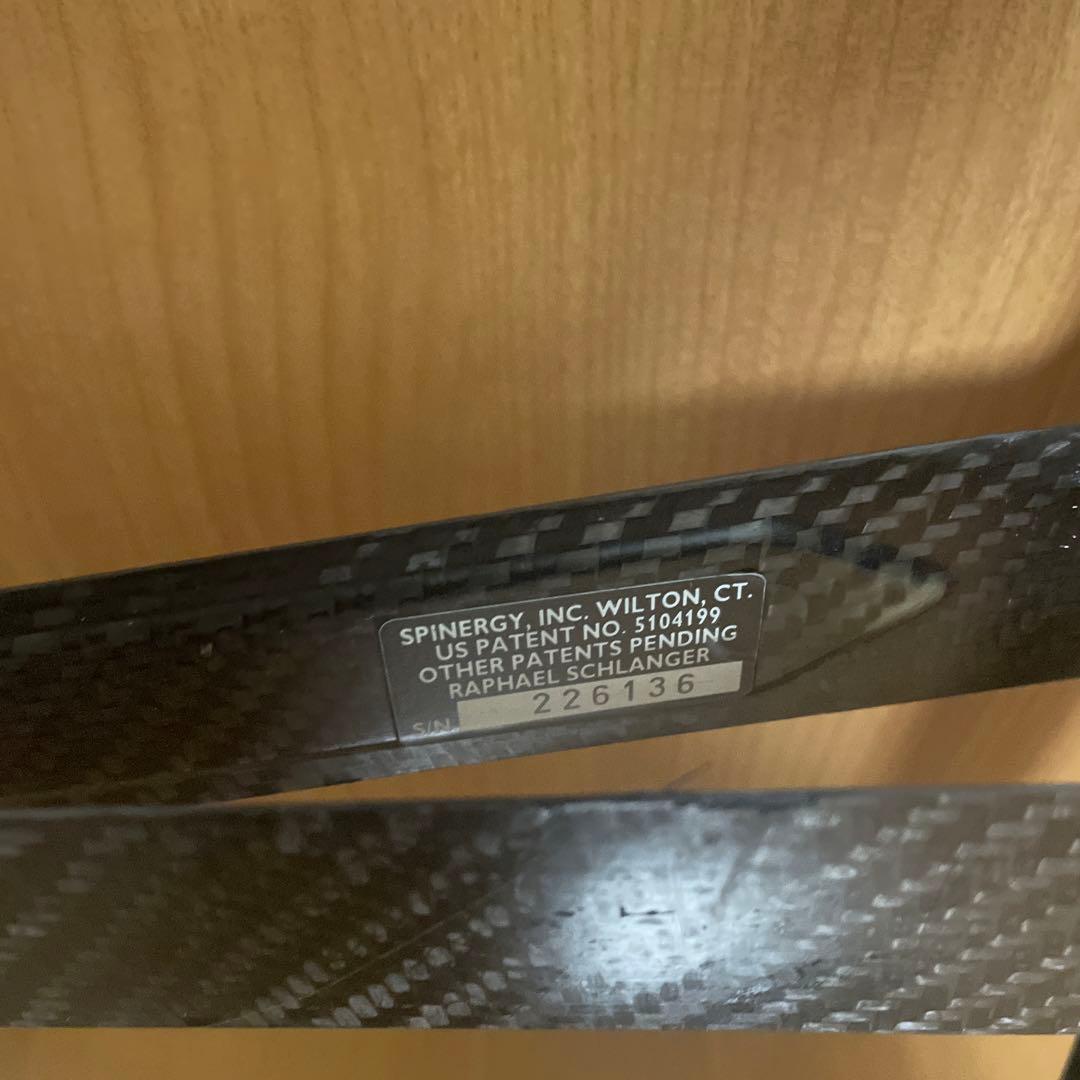 SPINERGY, INC. WILTON, CT.
US PATENT NO. 5104199
OTHER PATENTS PENDING
RAPHAEL SCHLANGER
S/N 226136